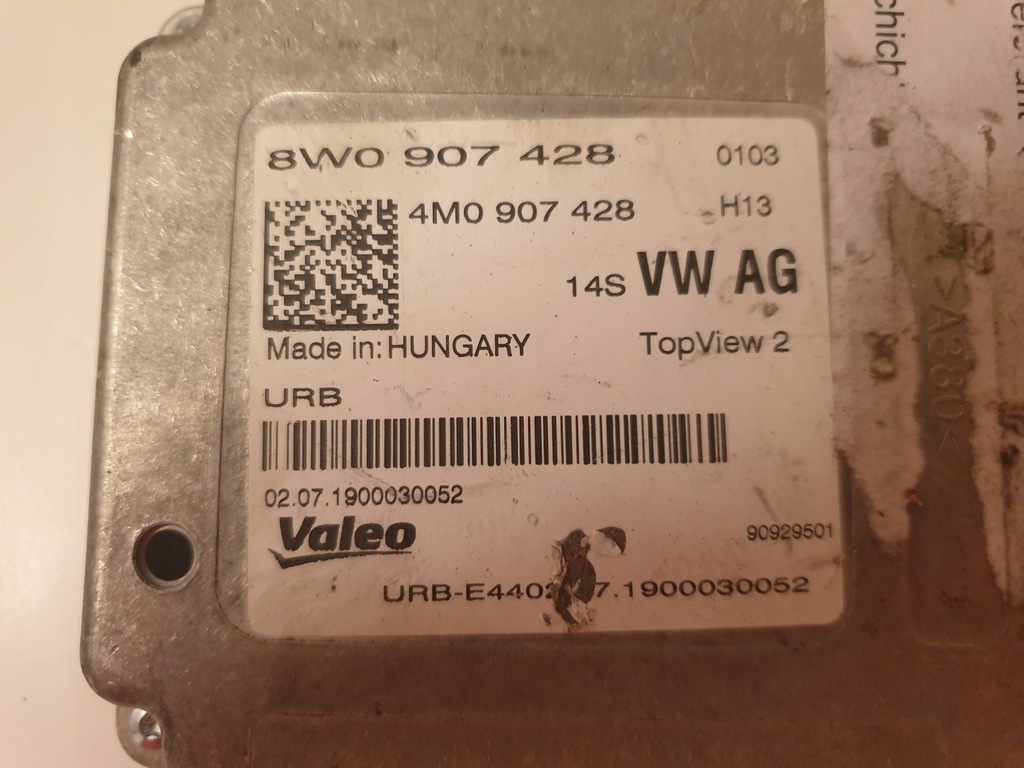 8W0 907 428 0103
4M0 907 428 H13
14S VW AG
Made in: HUNGARY TopView 2
URB
02.07.1900030052
Valeo 90929501
>A380<